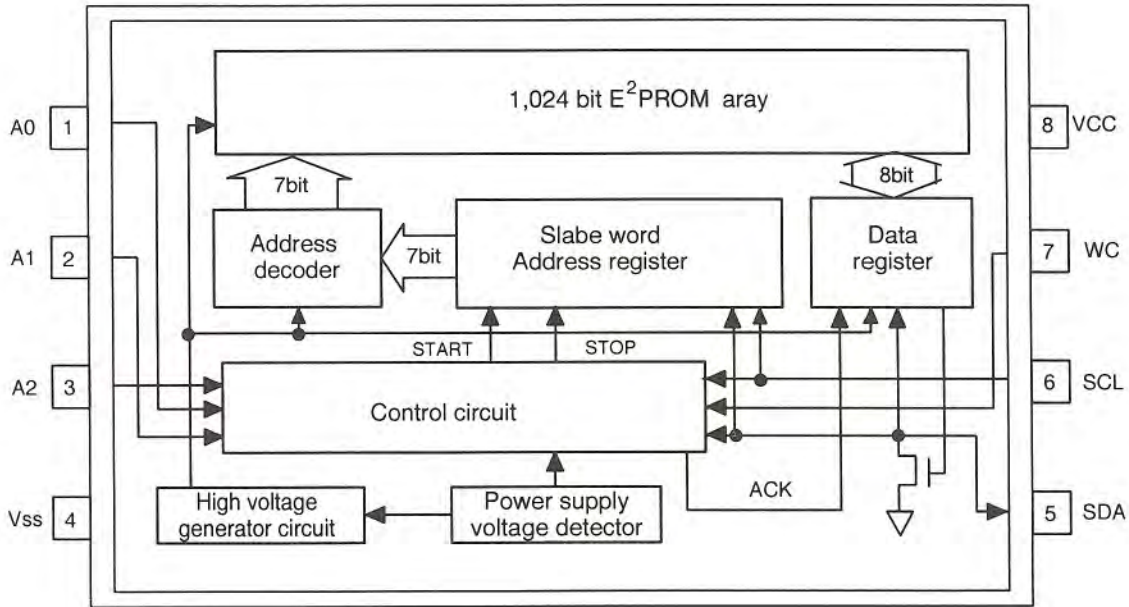 1,024 bit E²PROM aray
A0 1
8 VCC
7bit
8bit
Address
decoder
7bit
Slabe word
Address register
Data
register
A1 2
7 WC
START
STOP
A2 3
6 SCL
Control circuit
ACK
Vss 4
High voltage
generator circuit
Power supply
voltage detector
5 SDA